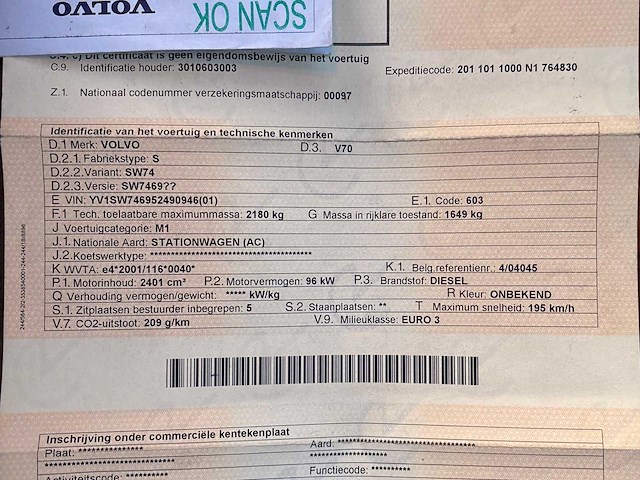 VOLVO
SCAN OK
C.4. c) Dit certificaat is geen eigendomsbewijs van het voertuig
C.9. Identificatie houder: 3010603003
Expeditiecode: 201 101 1000 N1 764830
Z.1. Nationaal codenummer verzekeringsmaatschappij: 00097
Identificatie van het voertuig en technische kenmerken
D.1 Merk: VOLVO D.3. V70
D.2.1. Fabriekstype: S
D.2.2.Variant: SW74
D.2.3.Versie: SW7469??
E VIN: YV1SW746952490946(01) E.1. Code: 603
F.1 Tech. toelaatbare maximummassa: 2180 kg G Massa in rijklare toestand: 1649 kg
J Voertuigcategorie: M1
J.1. Nationale Aard: STATIONWAGEN (AC)
J.2.Koetswerktype: ******************************
K WVTA: e4*2001/116*0040* K.1. Belg.referentienr.: 4/04045
P.1. Motorinhoud: 2401 cm³ P.2. Motorvermogen: 96 kW P.3. Brandstof: DIESEL
Q Verhouding vermogen/gewicht: ***** kW/kg R Kleur: ONBEKEND
S.1. Zitplaatsen bestuurder inbegrepen: 5 S.2. Staanplaatsen: ** T Maximum snelheid: 195 km/h
V.7. CO2-uitstoot: 209 g/km V.9. Milieuklasse: EURO 3
Inschrijving onder commerciële kentekenplaat
Plaat: *************** Aard: ********************************
****************************** ******************
Activiteitscode: ********** Functiecode: *********